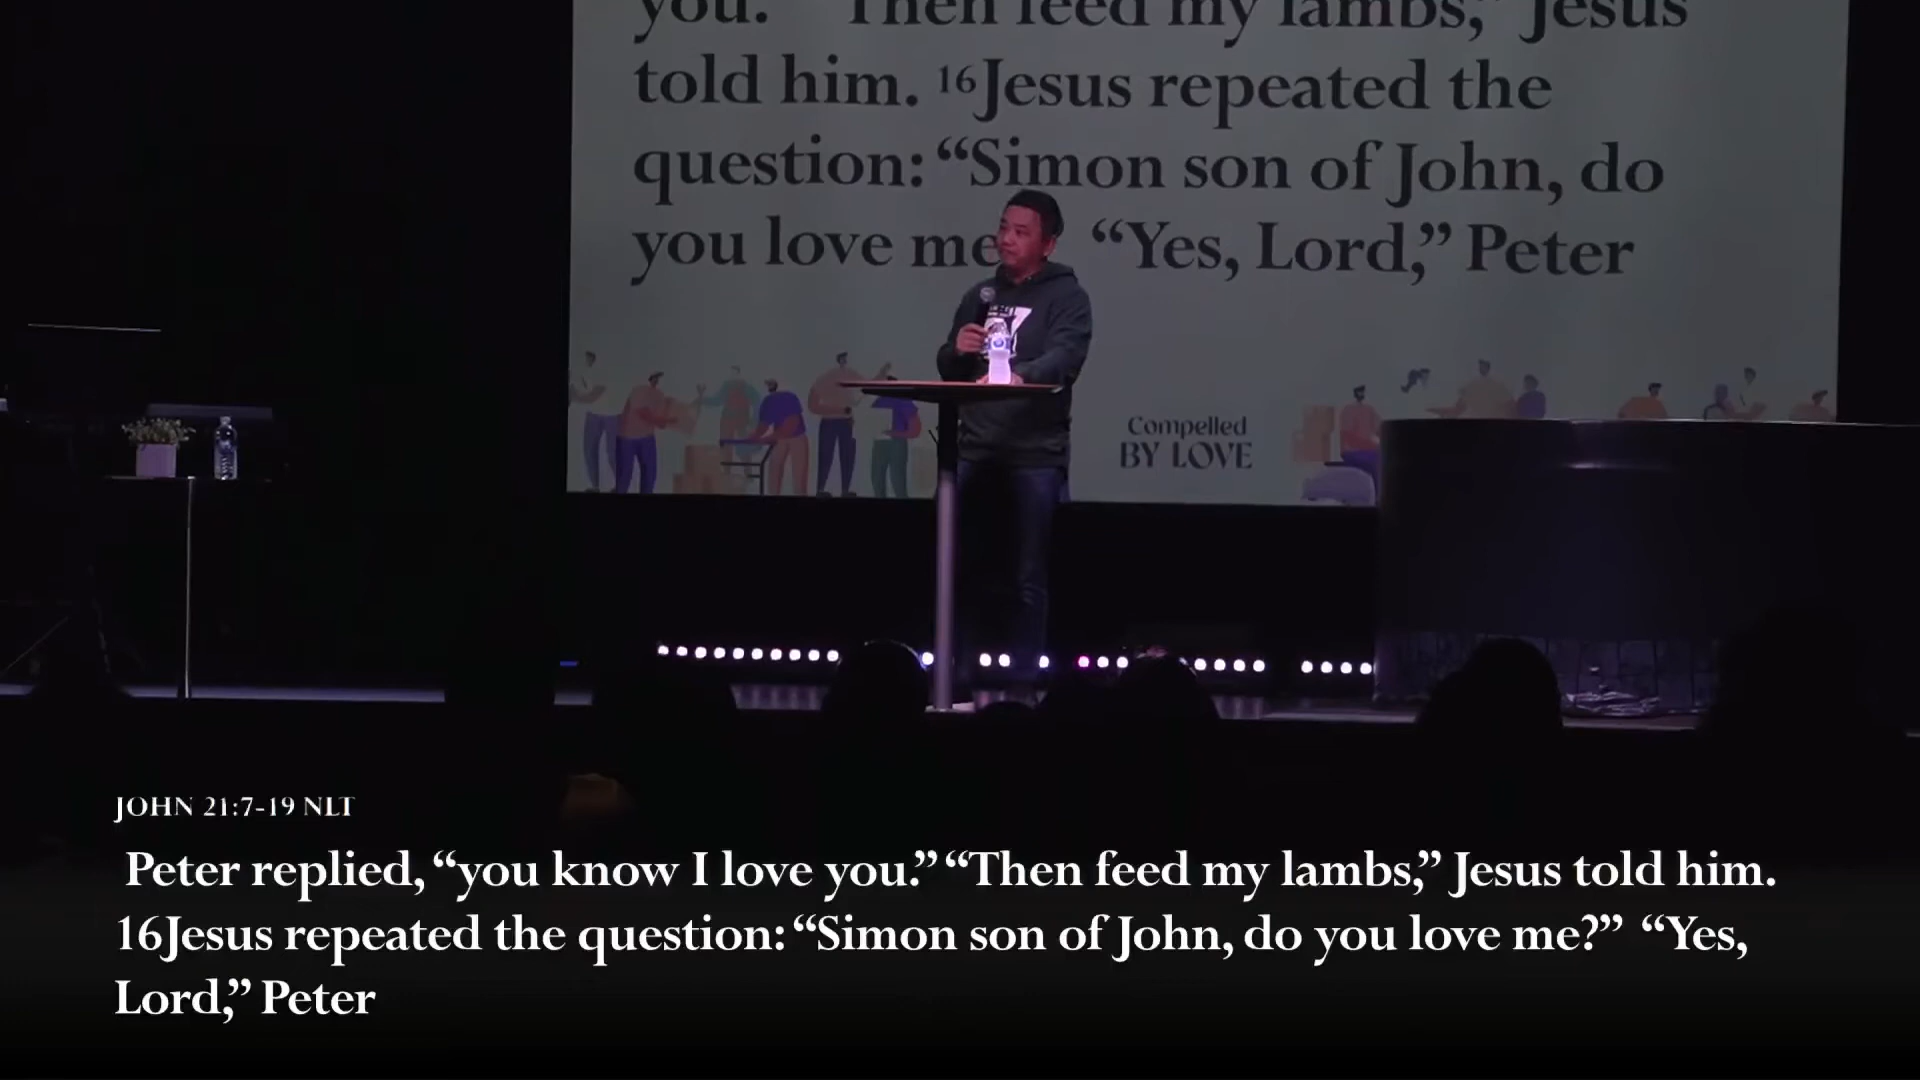 you.” “Then feed my lambs,” Jesus
told him. 16Jesus repeated the
question: “Simon son of John, do
you love me “Yes, Lord,” Peter
Compelled
BY LOVE
JOHN 21:7-19 NLT
Peter replied, “you know I love you.” “Then feed my lambs,” Jesus told him.
16Jesus repeated the question: “Simon son of John, do you love me?” “Yes,
Lord,” Peter